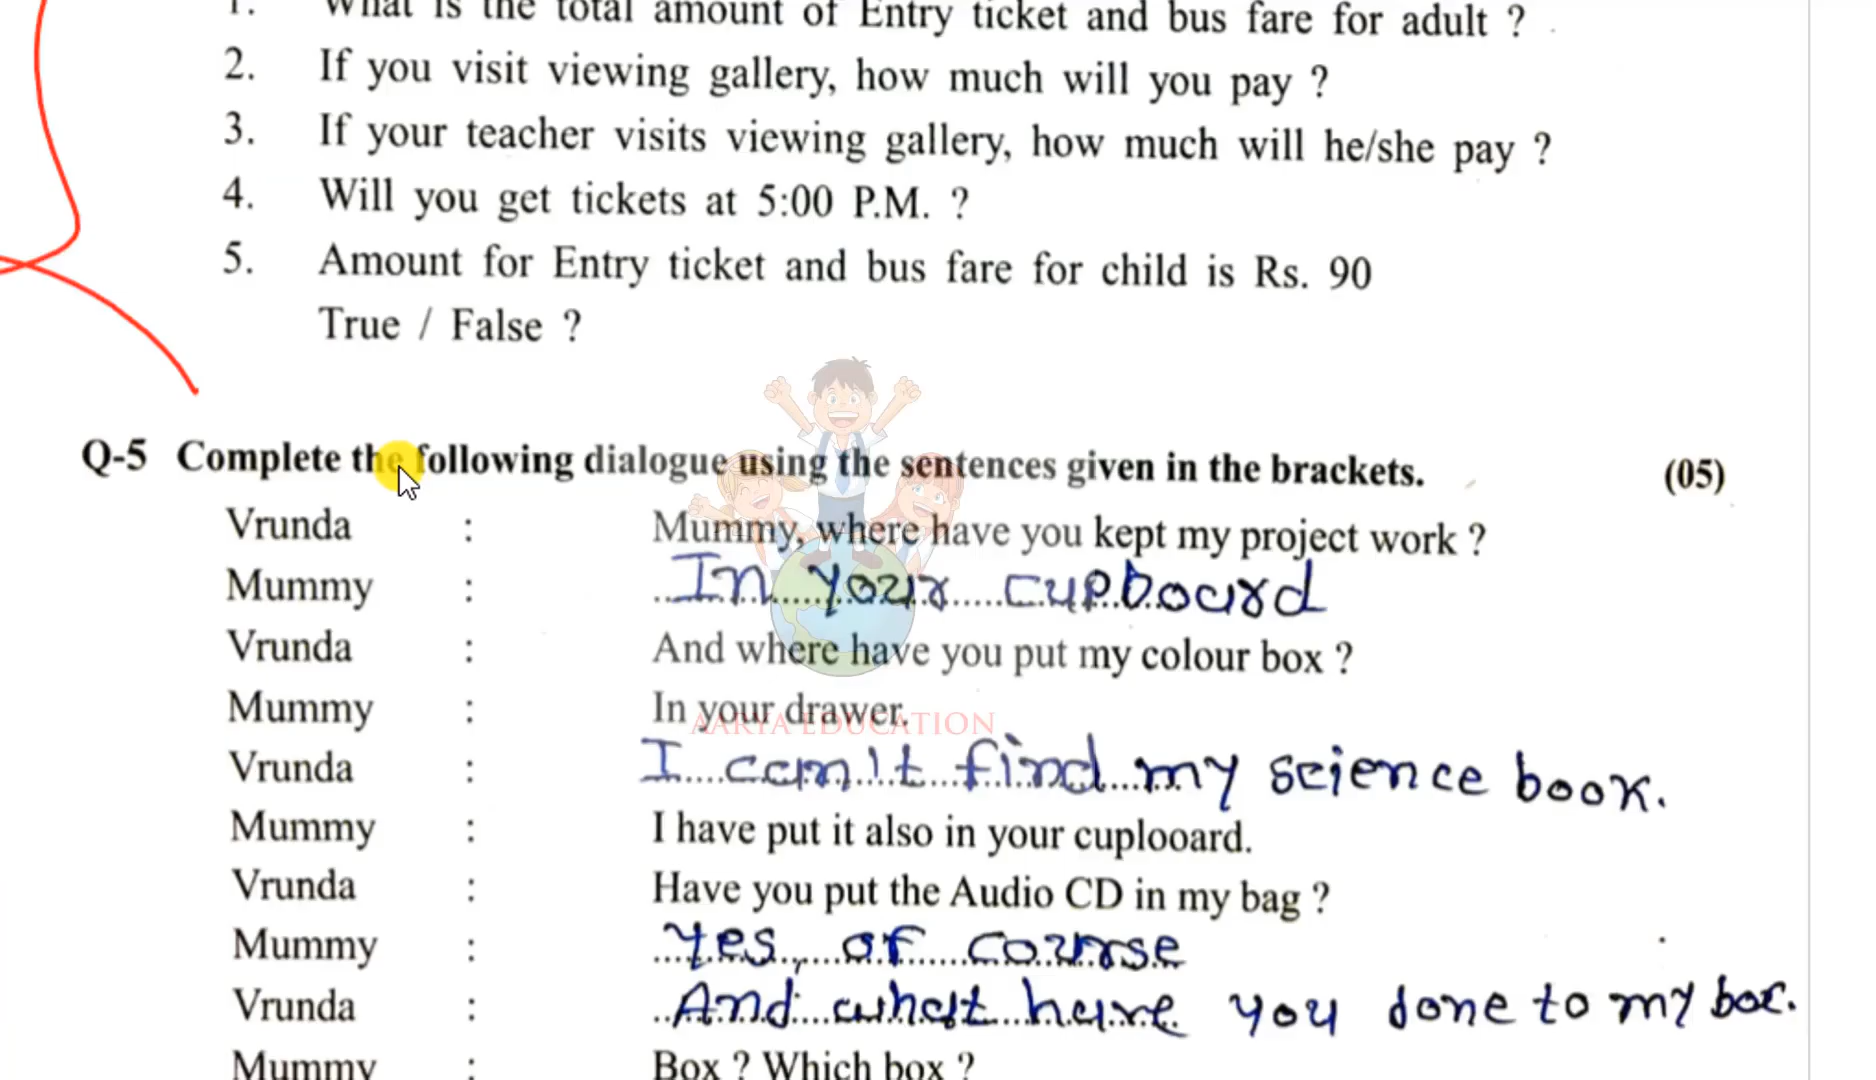 1. What is the total amount of Entry ticket and bus fare for adult ?
2. If you visit viewing gallery, how much will you pay ?
3. If your teacher visits viewing gallery, how much will he/she pay ?
4. Will you get tickets at 5:00 P.M. ?
5. Amount for Entry ticket and bus fare for child is Rs. 90
True / False ?
Q-5 Complete the following dialogue using the sentences given in the brackets. (05)
Vrunda : Mummy, where have you kept my project work ?
Mummy : In your cupboard
Vrunda : And where have you put my colour box ?
Mummy : In your drawer.
AARYA EDUCATION
Vrunda : I can't find my science book.
Mummy : I have put it also in your cuplooard.
Vrunda : Have you put the Audio CD in my bag ?
Mummy : Yes, of course
Vrunda : And what have you done to my box.
Mummy : Box ? Which box ?